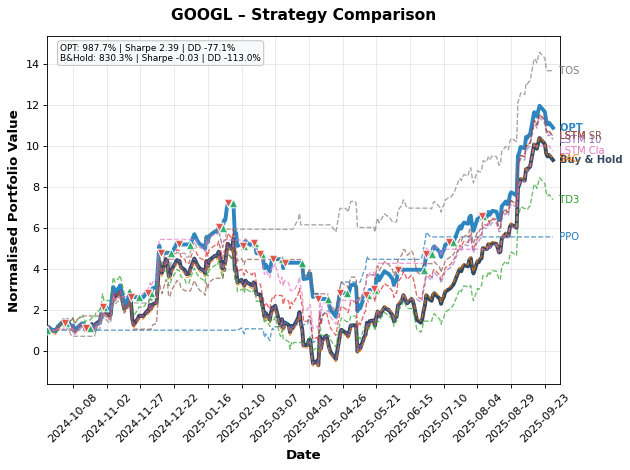 GOOGL – Strategy Comparison
OPT: 987.7% | Sharpe 2.39 | DD -77.1%
B&Hold: 830.3% | Sharpe -0.03 | DD -113.0%
Normalised Portfolio Value
14
12
10
8
6
4
2
0
TOS
OPT
LSTM SR
LSTM 10
LSTM Cla
Buy & Hold
TD3
PPO
2024-10-08
2024-11-02
2024-11-27
2024-12-22
2025-01-16
2025-02-10
2025-03-07
2025-04-01
2025-04-26
2025-05-21
2025-06-15
2025-07-10
2025-08-04
2025-08-29
2025-09-23
Date